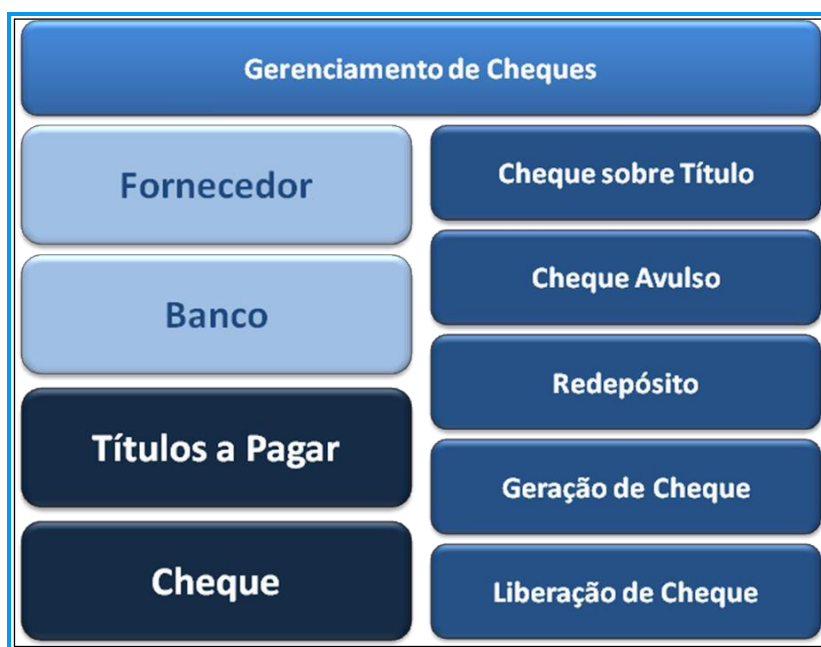 Gerenciamento de Cheques
Fornecedor
Banco
Títulos a Pagar
Cheque
Cheque sobre Título
Cheque Avulso
Redepósito
Geração de Cheque
Liberação de Cheque